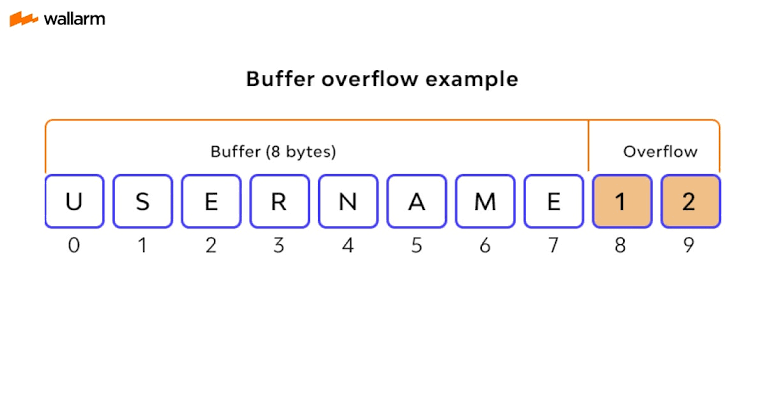 wallarm
Buffer overflow example
Buffer (8 bytes) Overflow
U S E R N A M E 1 2
0 1 2 3 4 5 6 7 8 9